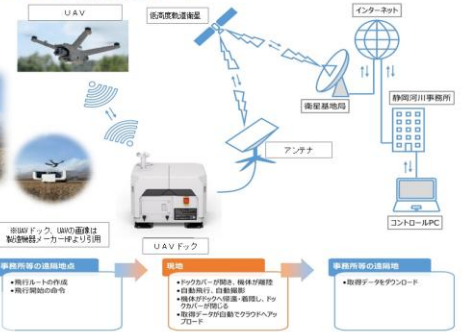 UAV
低高度軌道衛星
インターネット
衛星基地局
静岡河川事務所
アンテナ
コントロールPC
※UAVドック、UAVの画像は
製造機器メーカーHPより引用
UAVドック
事務所等の遠隔地点
•飛行ルートの作成
•飛行開始の命令
現地
•ドックカバーが開き、機体が離陸
•自動飛行、自動撮影
•機体がドックへ帰還・着陸し、ドックカバーが閉じる
•取得データが自動でクラウドへアップロード
事務所等の遠隔地
•取得データをダウンロード